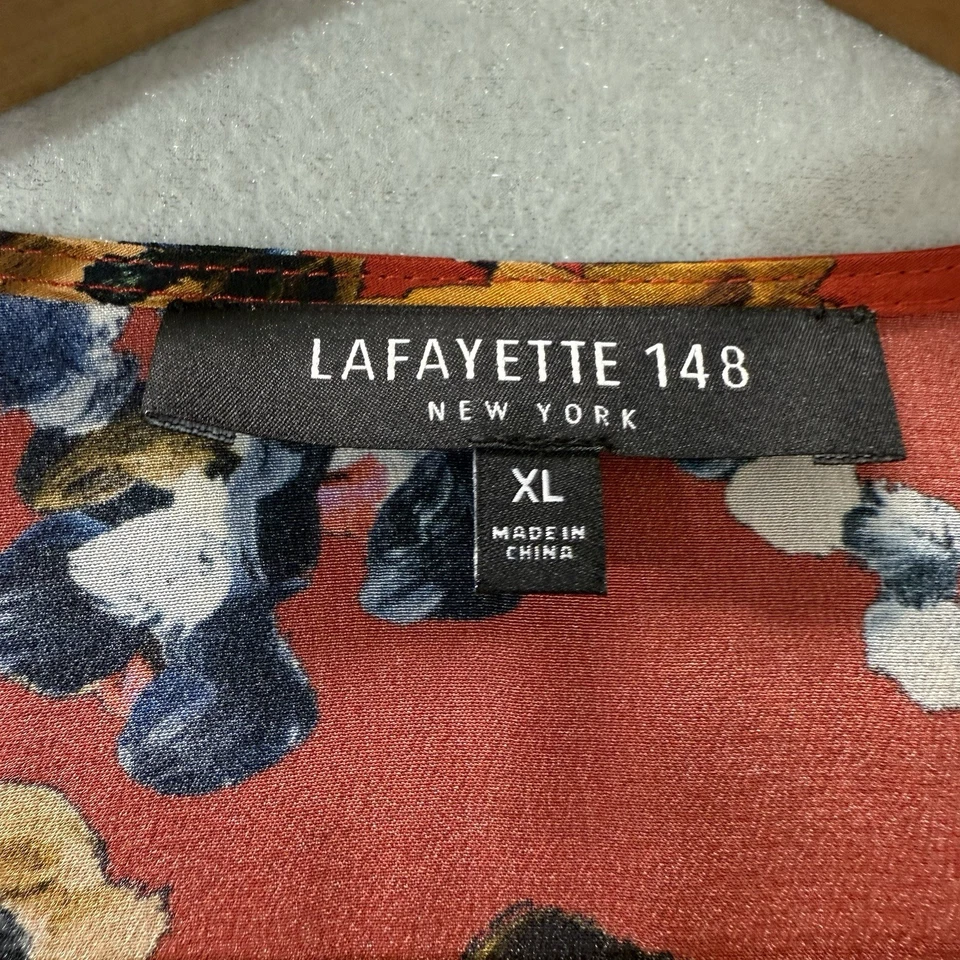 LAFAYETTE 148
NEW YORK
XL
MADE IN
CHINA